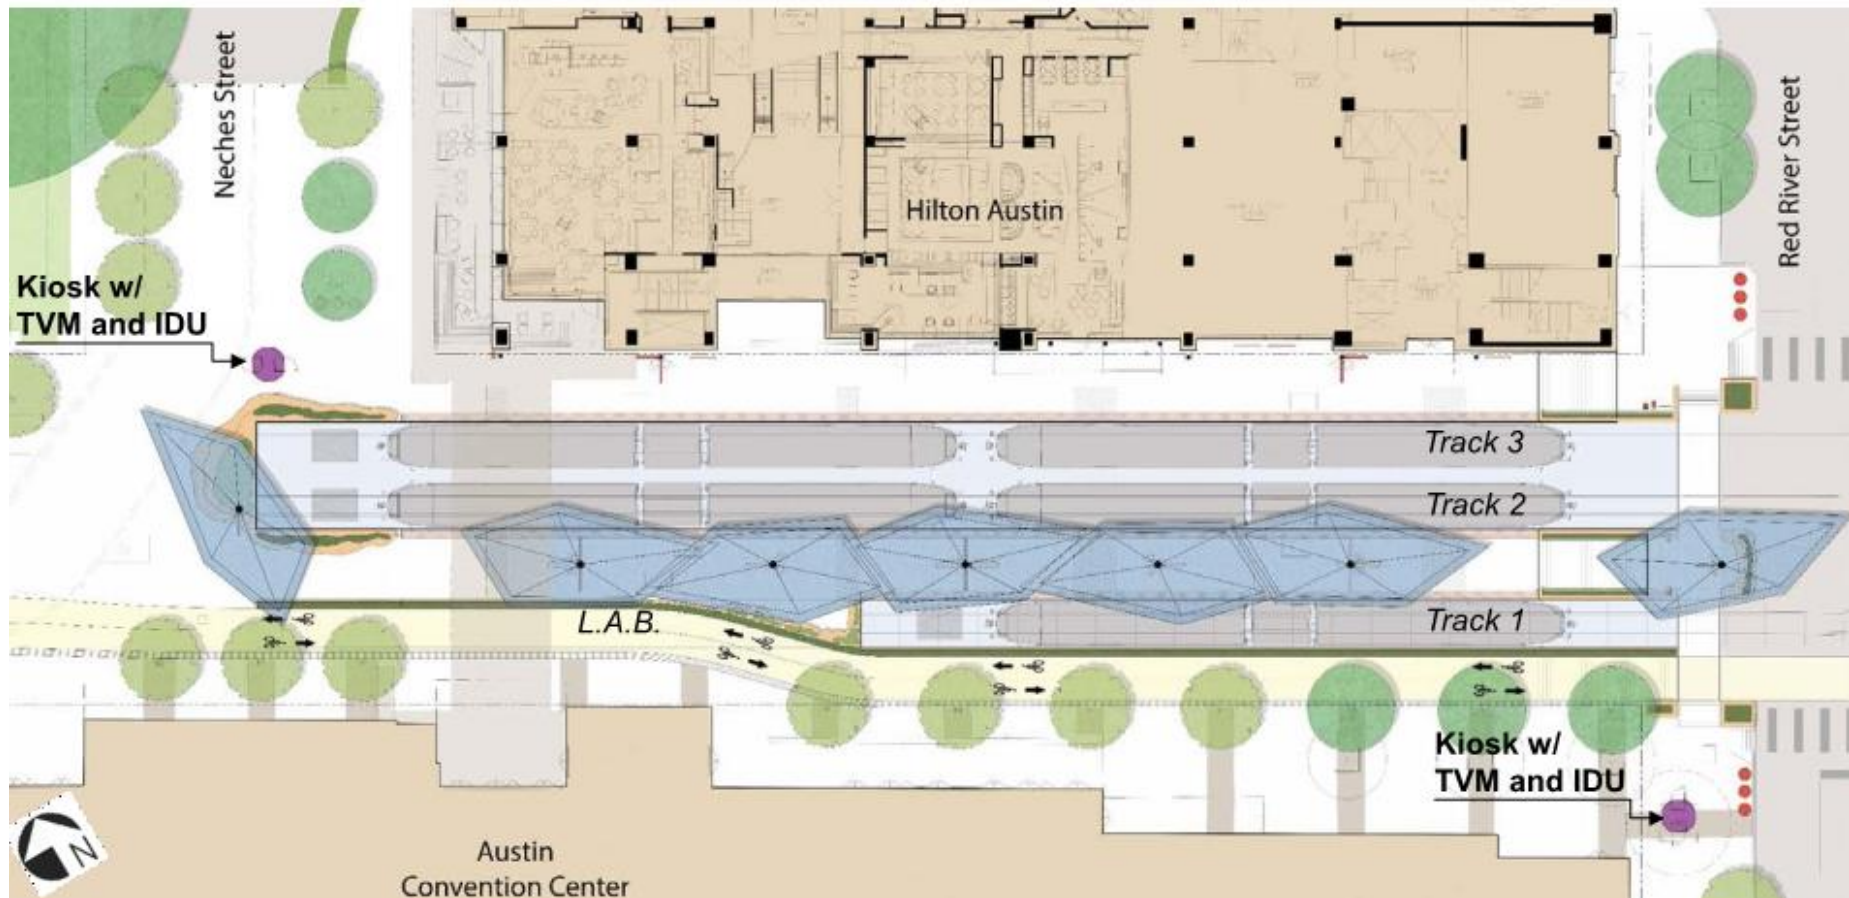 Neches Street
Hilton Austin
Red River Street
Kiosk w/
TVM and IDU
Track 3
Track 2
L.A.B.
Track 1
Kiosk w/
TVM and IDU
N
Austin
Convention Center